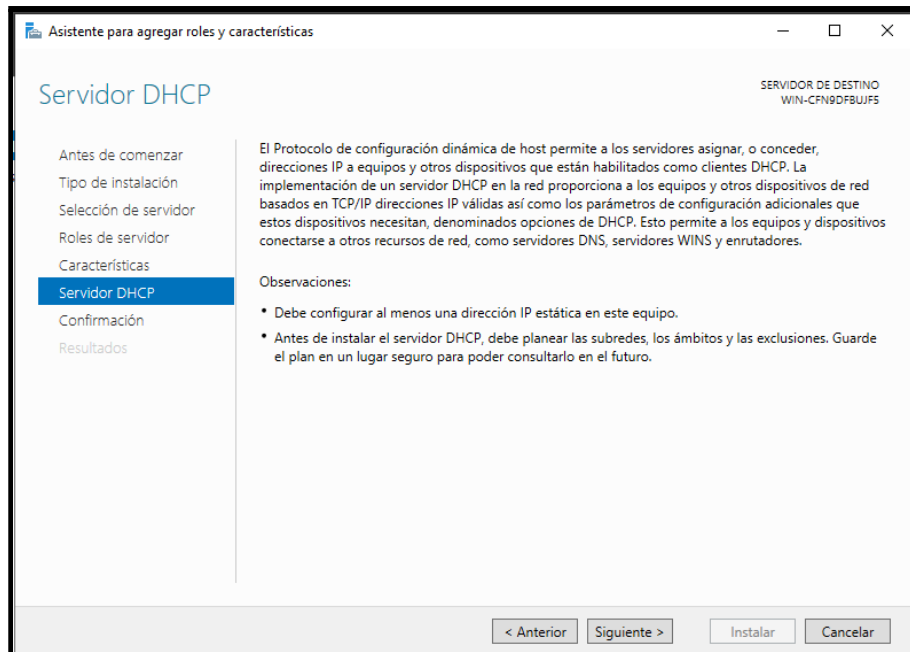 Asistente para agregar roles y características
Servidor DHCP
SERVIDOR DE DESTINO
WIN-CFN9DFBUJF5
Antes de comenzar
Tipo de instalación
Selección de servidor
Roles de servidor
Características
Servidor DHCP
Confirmación
Resultados
El Protocolo de configuración dinámica de host permite a los servidores asignar, o conceder,
direcciones IP a equipos y otros dispositivos que están habilitados como clientes DHCP. La
implementación de un servidor DHCP en la red proporciona a los equipos y otros dispositivos de red
basados en TCP/IP direcciones IP válidas así como los parámetros de configuración adicionales que
estos dispositivos necesitan, denominados opciones de DHCP. Esto permite a los equipos y dispositivos
conectarse a otros recursos de red, como servidores DNS, servidores WINS y enrutadores.
Observaciones:
• Debe configurar al menos una dirección IP estática en este equipo.
• Antes de instalar el servidor DHCP, debe planear las subredes, los ámbitos y las exclusiones. Guarde
el plan en un lugar seguro para poder consultarlo en el futuro.
< Anterior
Siguiente >
Instalar
Cancelar